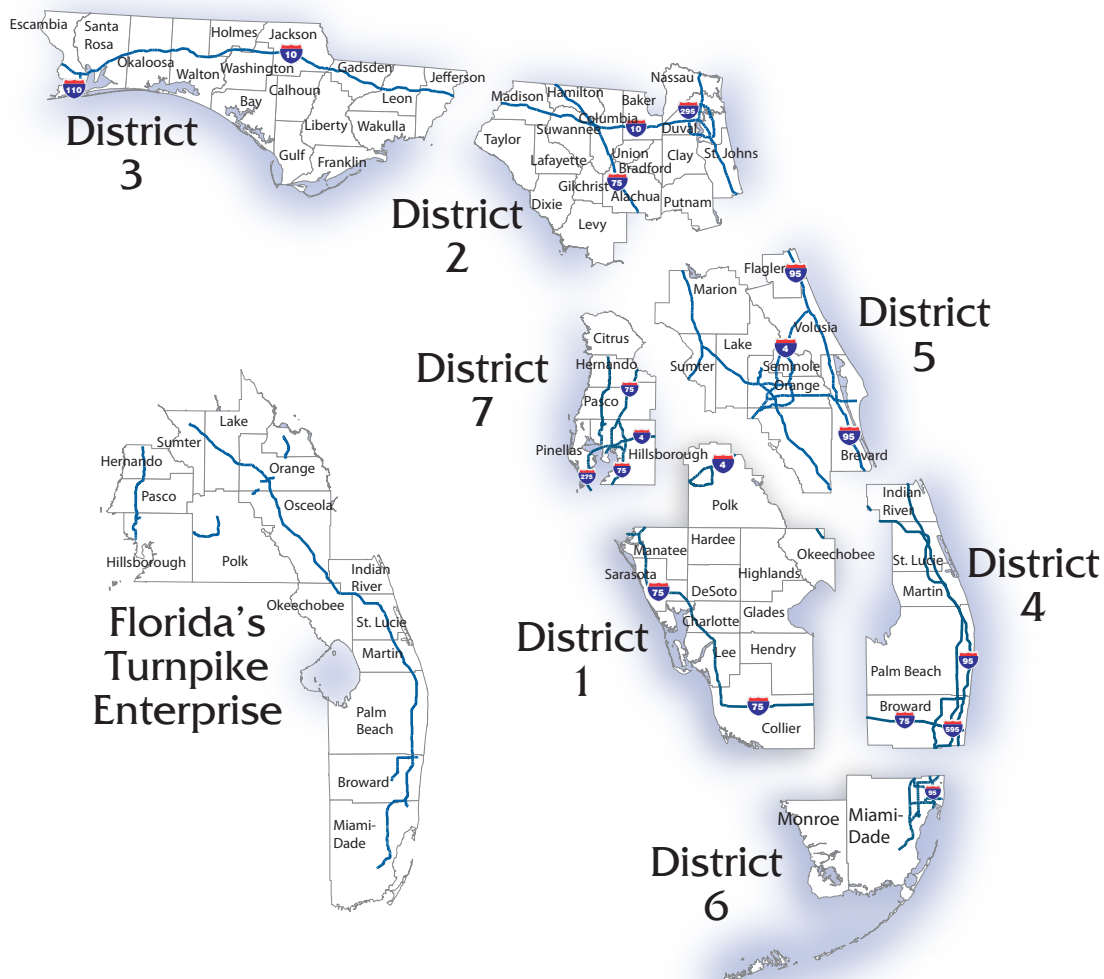 Escambia
Santa
Rosa
Okaloosa
Walton
Holmes
Washington
Jackson
10
110
Bay
Calhoun
Gadsden
Jefferson
Leon
Liberty
Wakulla
Gulf
Franklin
District
3
Madison
Hamilton
Baker
Nassau
295
Columbia
10
Duval
Taylor
Suwannee
Lafayette
Union
Bradford
Clay
St. Johns
75
Gilchrist
Alachua
Dixie
Putnam
Levy
District
2
Flagler
95
Marion
Volusia
Lake
4
Sumter
Seminole
Orange
95
Brevard
District
5
Citrus
Hernando
75
Pasco
4
Pinellas
Hillsborough
75
275
District
7
Lake
Sumter
Hernando
Orange
Pasco
Osceola
Hillsborough
Polk
Indian
River
Okeechobee
St. Lucie
Martin
Palm
Beach
Broward
Miami-
Dade
Florida's
Turnpike
Enterprise
4
Polk
Hardee
Manatee
Okeechobee
Sarasota
Highlands
75
DeSoto
Charlotte
Glades
Lee
Hendry
75
Collier
District
1
Indian
River
St. Lucie
Martin
95
Palm Beach
Broward
75
595
District
4
Monroe
Miami-
Dade
95
District
6